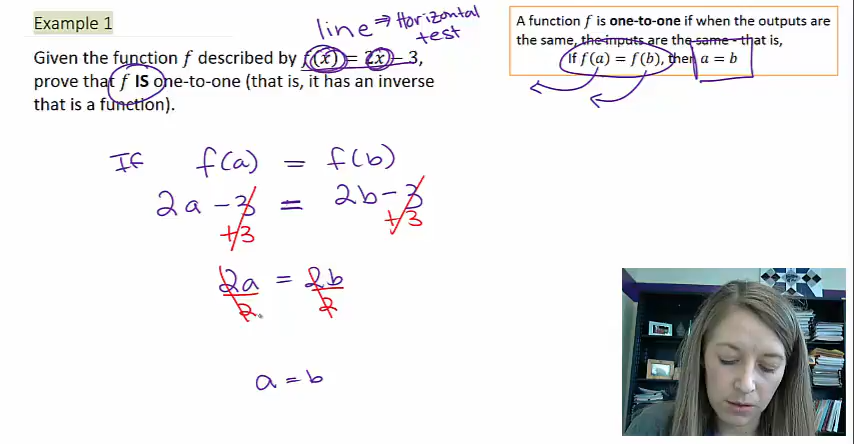 Example 1
line ⇒ Horizontal test
Given the function f described by f(x) = 2x − 3,
prove that f IS one-to-one (that is, it has an inverse
that is a function).
A function f is one-to-one if when the outputs are
the same, the inputs are the same - that is,
If f(a) = f(b), then a = b
If f(a) = f(b)
2a − 3 = 2b − 3
+3 +3
2a = 2b
2 2
a = b